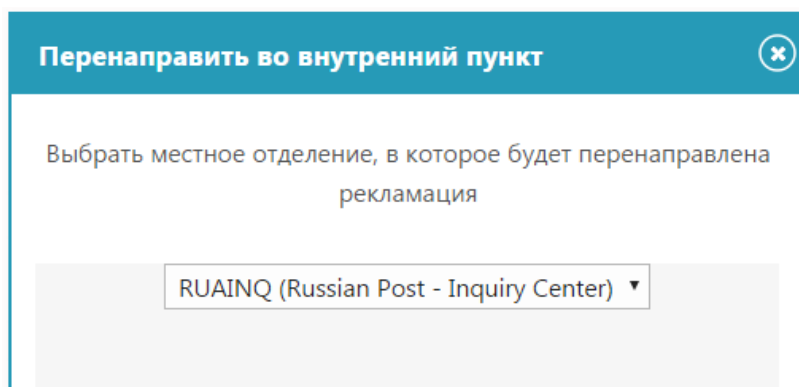 Перенаправить во внутренний пункт
Выбрать местное отделение, в которое будет перенаправлена
рекламация
RUAINQ (Russian Post - Inquiry Center)